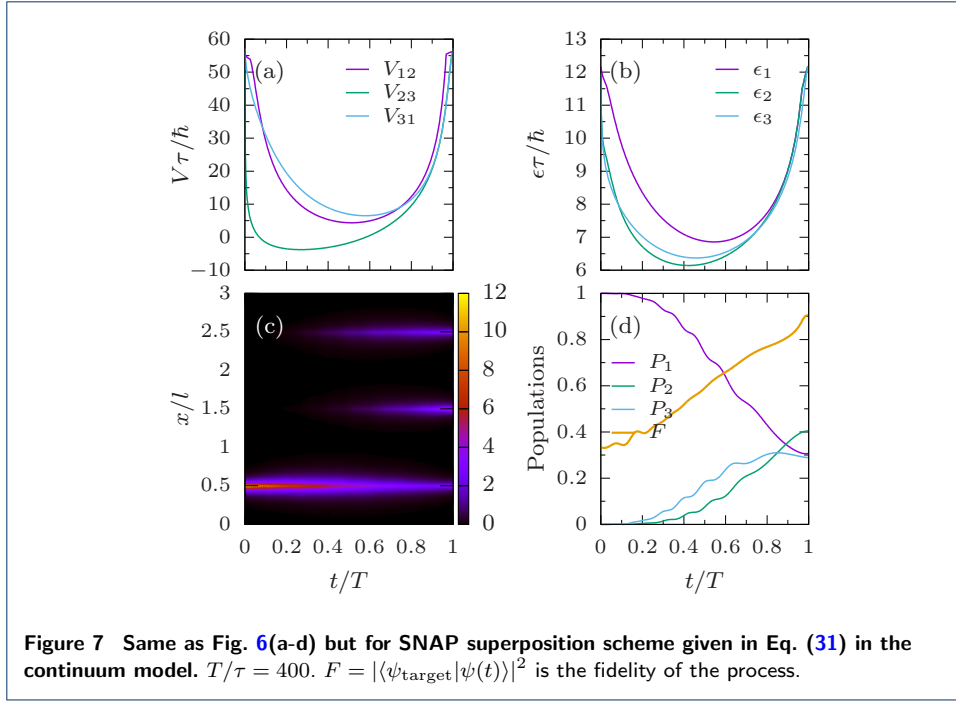 60
50
40
30
20
10
0
−10
Vτ/ħ
(a)
V₁₂
V₂₃
V₃₁
13
12
11
10
9
8
7
6
ϵτ/ħ
(b)
ϵ₁
ϵ₂
ϵ₃
3
2.5
2
1.5
1
0.5
0
x/l
(c)
0 0.2 0.4 0.6 0.8 1
t/T
12
10
8
6
4
2
0
1
0.8
0.6
0.4
0.2
0
Populations
(d)
P₁
P₂
P₃
F
0 0.2 0.4 0.6 0.8 1
t/T
Figure 7 Same as Fig. 6(a-d) but for SNAP superposition scheme given in Eq. (31) in the
continuum model. T/τ = 400. F = |⟨ψ_target|ψ(t)⟩|² is the fidelity of the process.